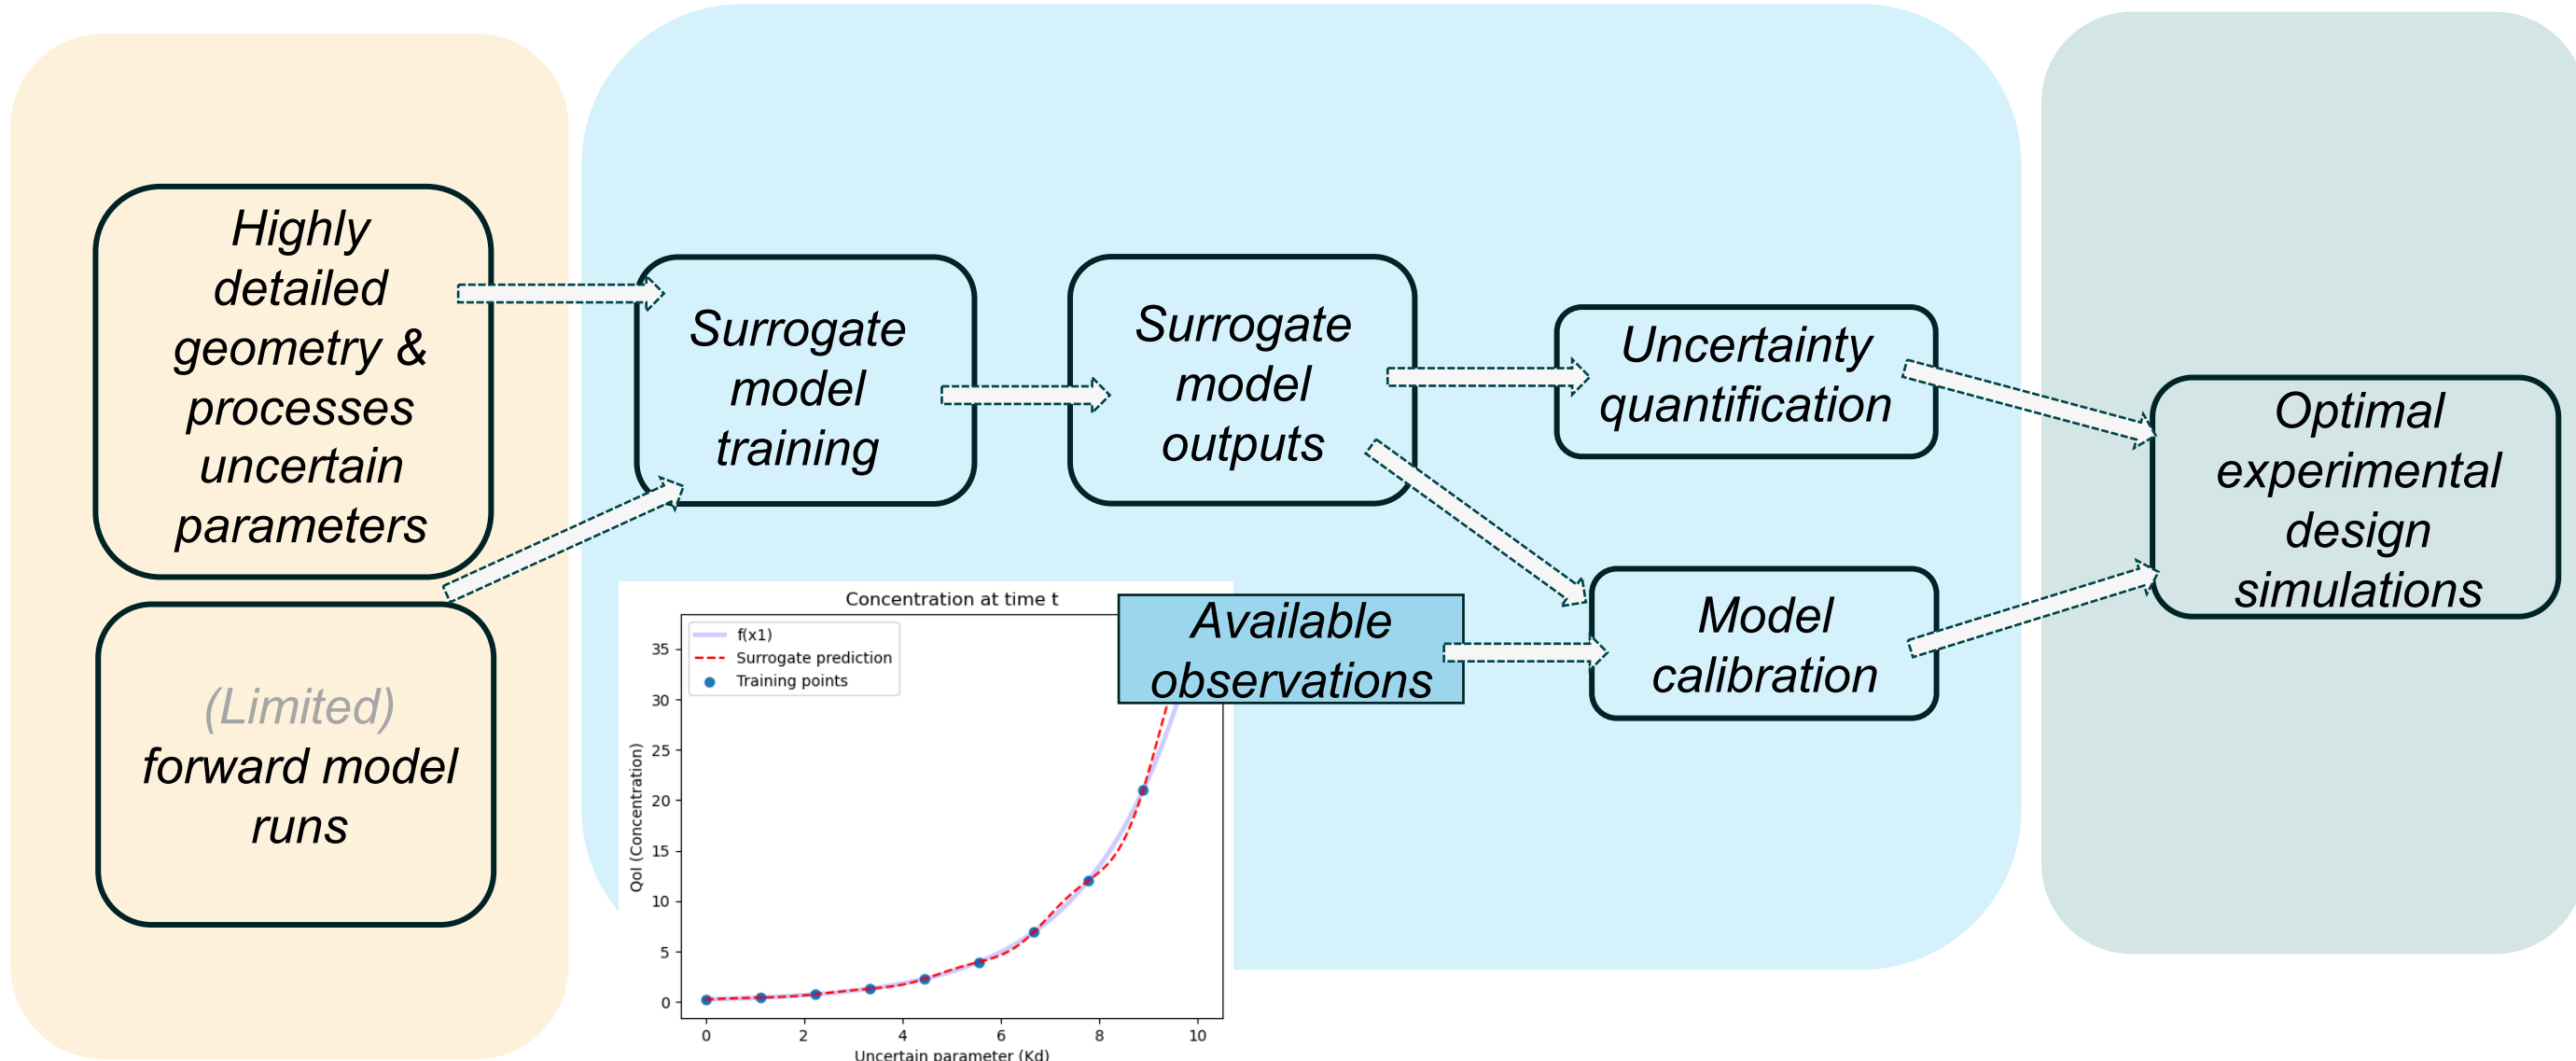 Highly
detailed
geometry &
processes
uncertain
parameters
(Limited)
forward model
runs
Surrogate
model
training
Surrogate
model
outputs
Uncertainty
quantification
Available
observations
Model
calibration
Optimal
experimental
design
simulations
Concentration at time t
f(x1)
Surrogate prediction
Training points
QoI (Concentration)
35
30
25
20
15
10
5
0
0 2 4 6 8 10
Uncertain parameter (Kd)